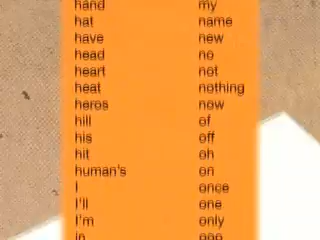 hand my
hat name
have new
head no
heart not
heat nothing
heros now
hill of
his off
hit oh
human's on
I once
I'll one
I'm only
in